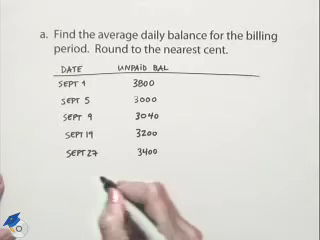 a. Find the average daily balance for the billing
period. Round to the nearest cent.
DATE UNPAID BAL
SEPT 1 3800
SEPT 5 3000
SEPT 9 3040
SEPT 19 3200
SEPT 27 3400